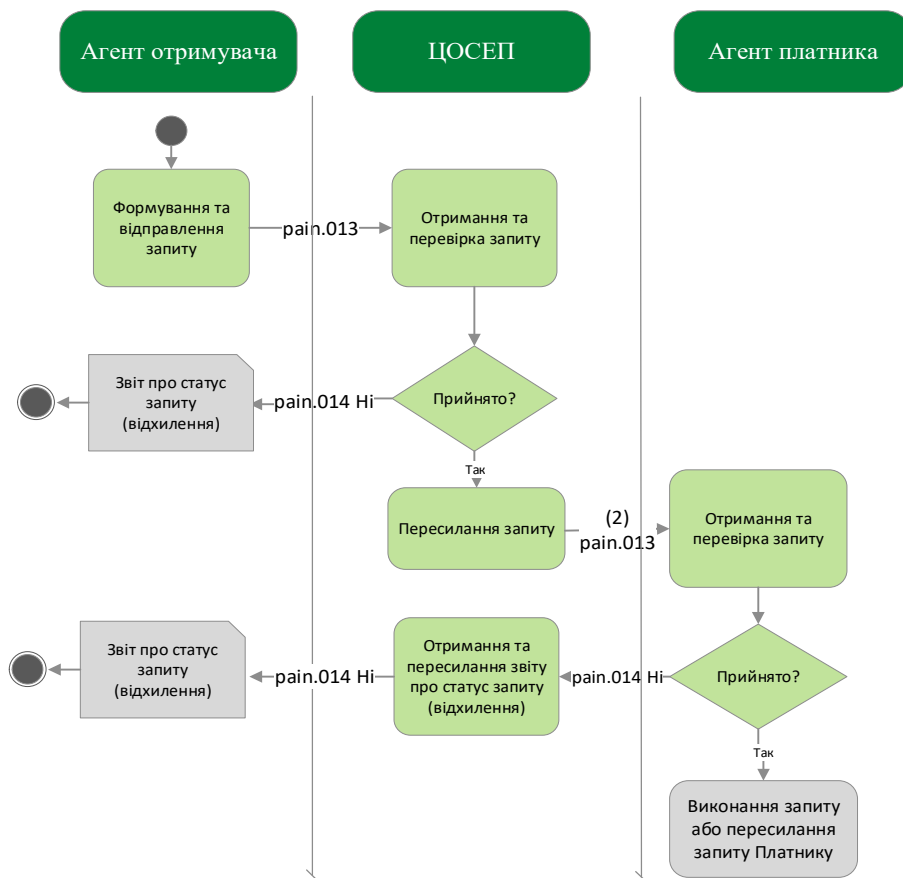 Агент отримувача
ЦОСЕП
Агент платника
Формування та
відправлення
запиту
pain.013
Отримання та
перевірка запиту
Звіт про статус
запиту
(відхилення)
pain.014 Ні
Прийнято?
Так
Пересилання запиту
(2)
pain.013
Отримання та
перевірка запиту
Звіт про статус
запиту
(відхилення)
pain.014 Ні
Отримання та
пересилання звіту
про статус запиту
(відхилення)
pain.014 Ні
Прийнято?
Так
Виконання запиту
або пересилання
запиту Платнику